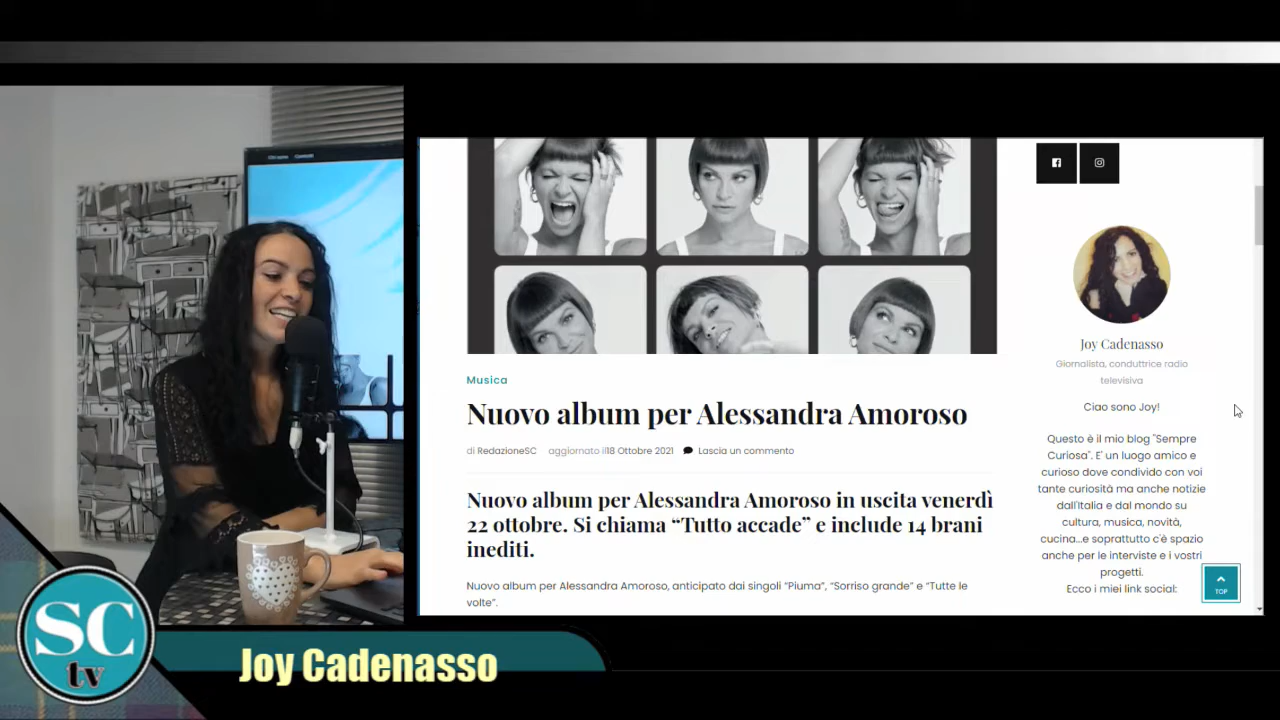 Musica
Nuovo album per Alessandra Amoroso
di RedazioneSC aggiornato il18 Ottobre 2021 Lascia un commento
Nuovo album per Alessandra Amoroso in uscita venerdì
22 ottobre. Si chiama “Tutto accade” e include 14 brani
inediti.
Nuovo album per Alessandra Amoroso, anticipato dai singoli “Piuma”, “Sorriso grande” e “Tutte le
volte”.
Joy Cadenasso
Giornalista, conduttrice radio
televisiva
Ciao sono Joy!
Questo è il mio blog "Sempre
Curiosa". E' un luogo amico e
curioso dove condivido con voi
tante curiosità ma anche notizie
dall'Italia e dal mondo su
cultura, musica, novità,
cucina...e soprattutto c'è spazio
anche per le interviste e i vostri
progetti.
Ecco i miei link social:
TOP
SC
tv
Joy Cadenasso